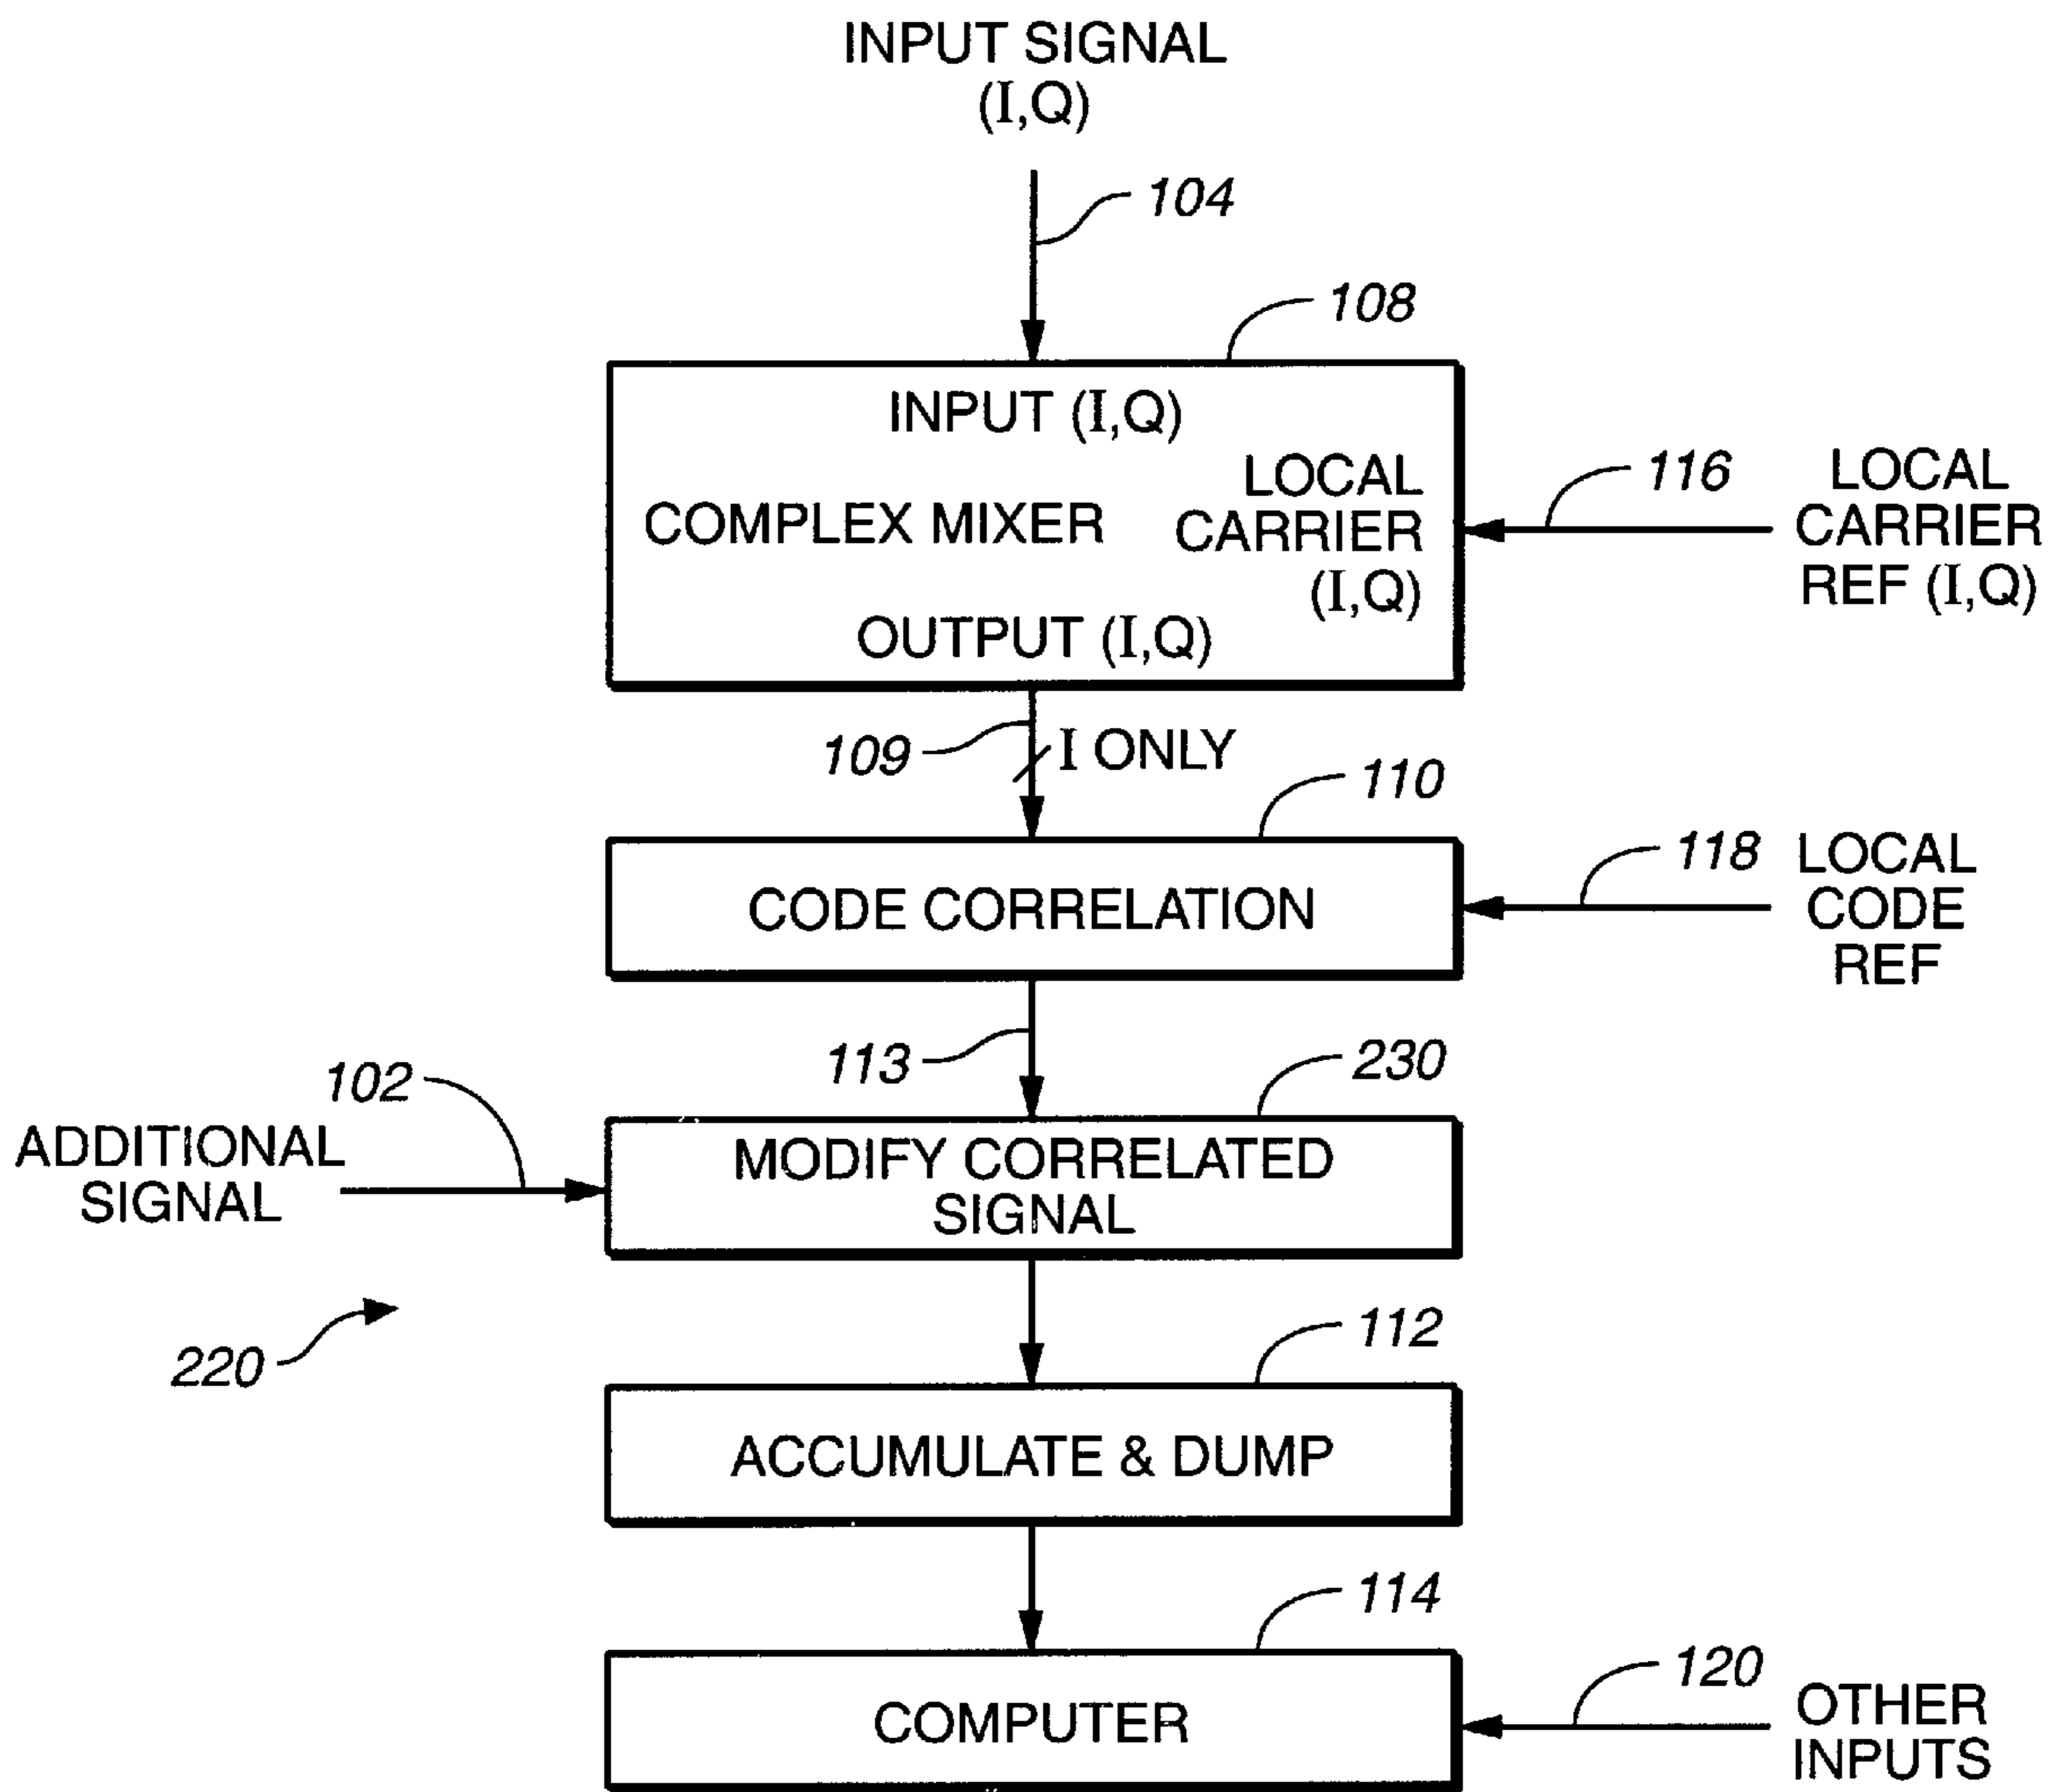 INPUT SIGNAL
(I,Q)
104
108
INPUT (I,Q)
COMPLEX MIXER
LOCAL
CARRIER
(I,Q)
OUTPUT (I,Q)
116
LOCAL
CARRIER
REF (I,Q)
109
I ONLY
110
CODE CORRELATION
118
LOCAL
CODE
REF
113
230
102
ADDITIONAL
SIGNAL
MODIFY CORRELATED
SIGNAL
220
112
ACCUMULATE & DUMP
114
COMPUTER
120
OTHER
INPUTS